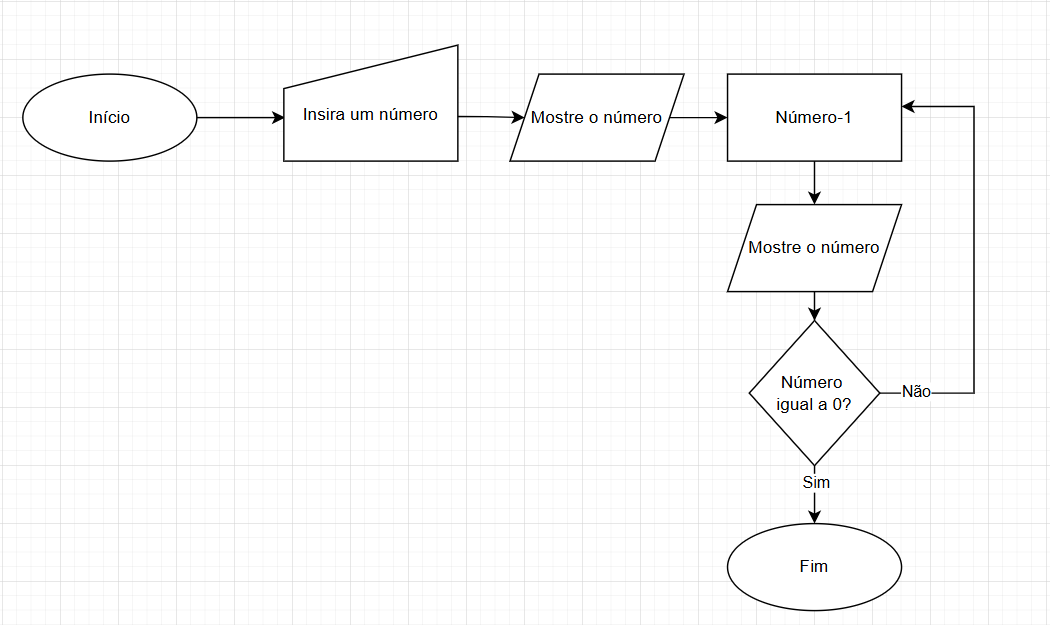 Início
Insira um número
Mostre o número
Número-1
Mostre o número
Número
igual a 0?
Não
Sim
Fim